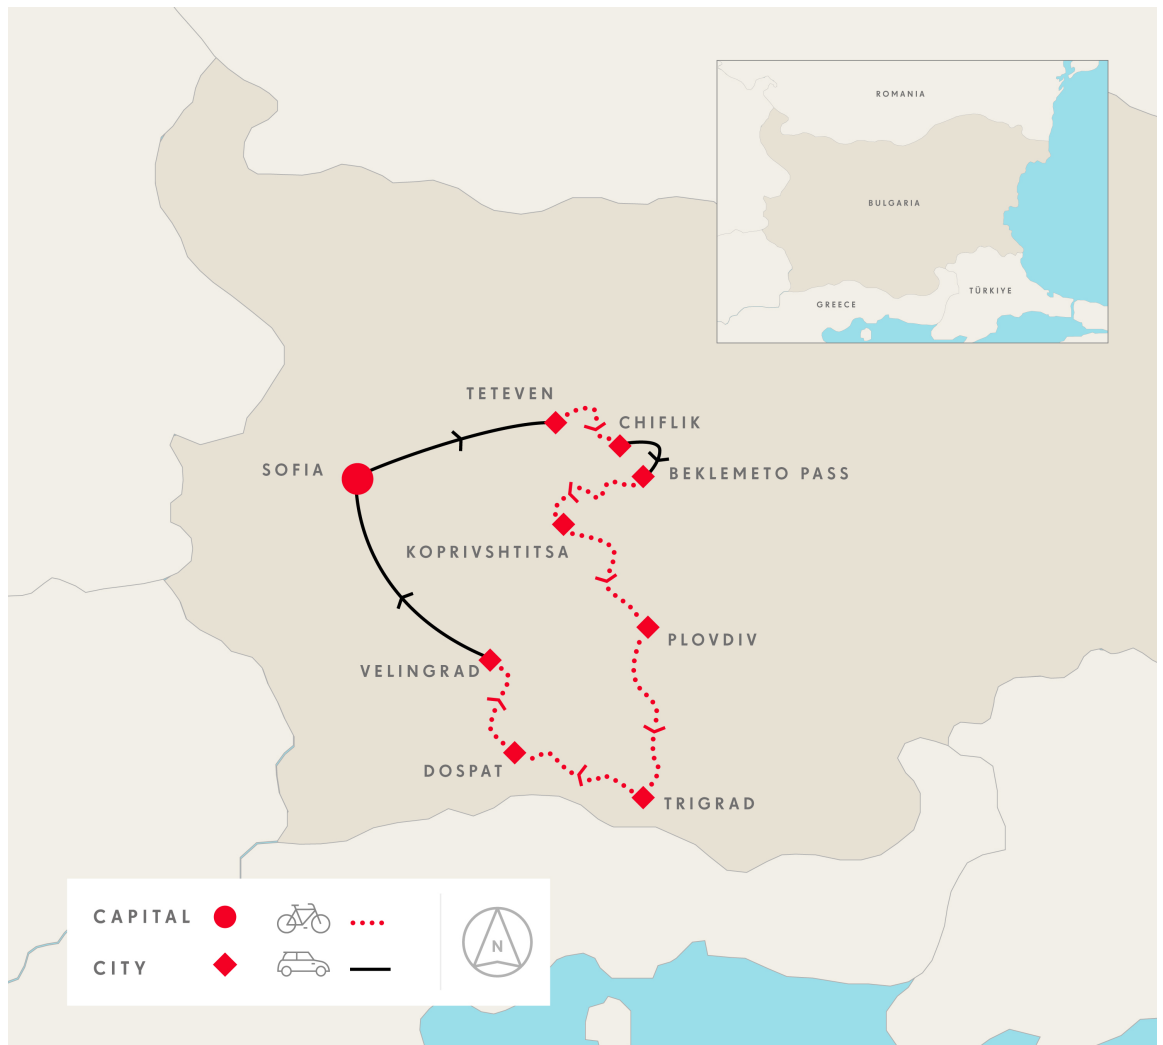 ROMANIA
BULGARIA
TÜRKIYE
GREECE
TETEVEN
CHIFLIK
SOFIA
BEKLEMETO PASS
KOPRIVSHTITSA
PLOVDIV
VELINGRAD
DOSPAT
TRIGRAD
CAPITAL
CITY
N